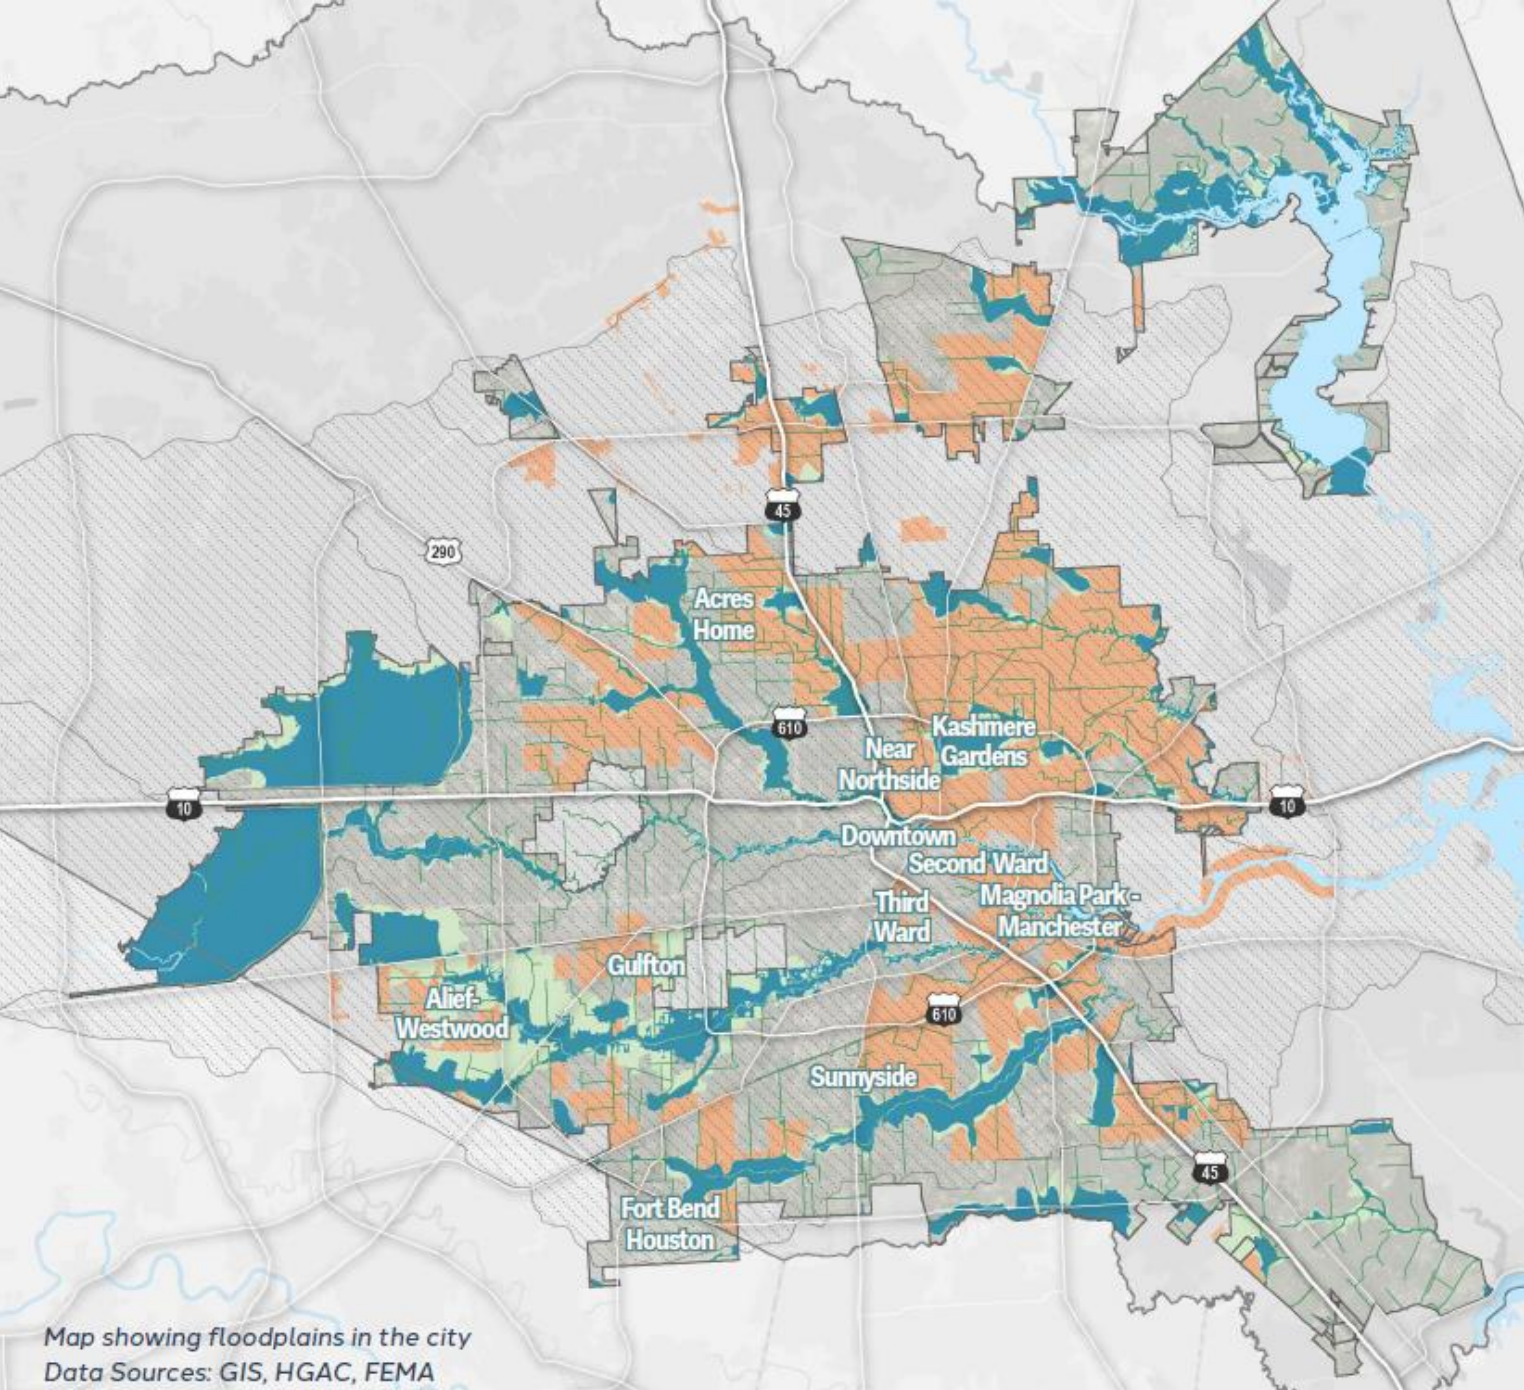 45
290
Acres
Home
610
Kashmere
Gardens
Near
Northside
10
10
Downtown
Second Ward
Third
Ward
Magnolia Park -
Manchester
Gulfton
Alief-
Westwood
610
Sunnyside
45
Fort Bend
Houston
Map showing floodplains in the city
Data Sources: GIS, HGAC, FEMA